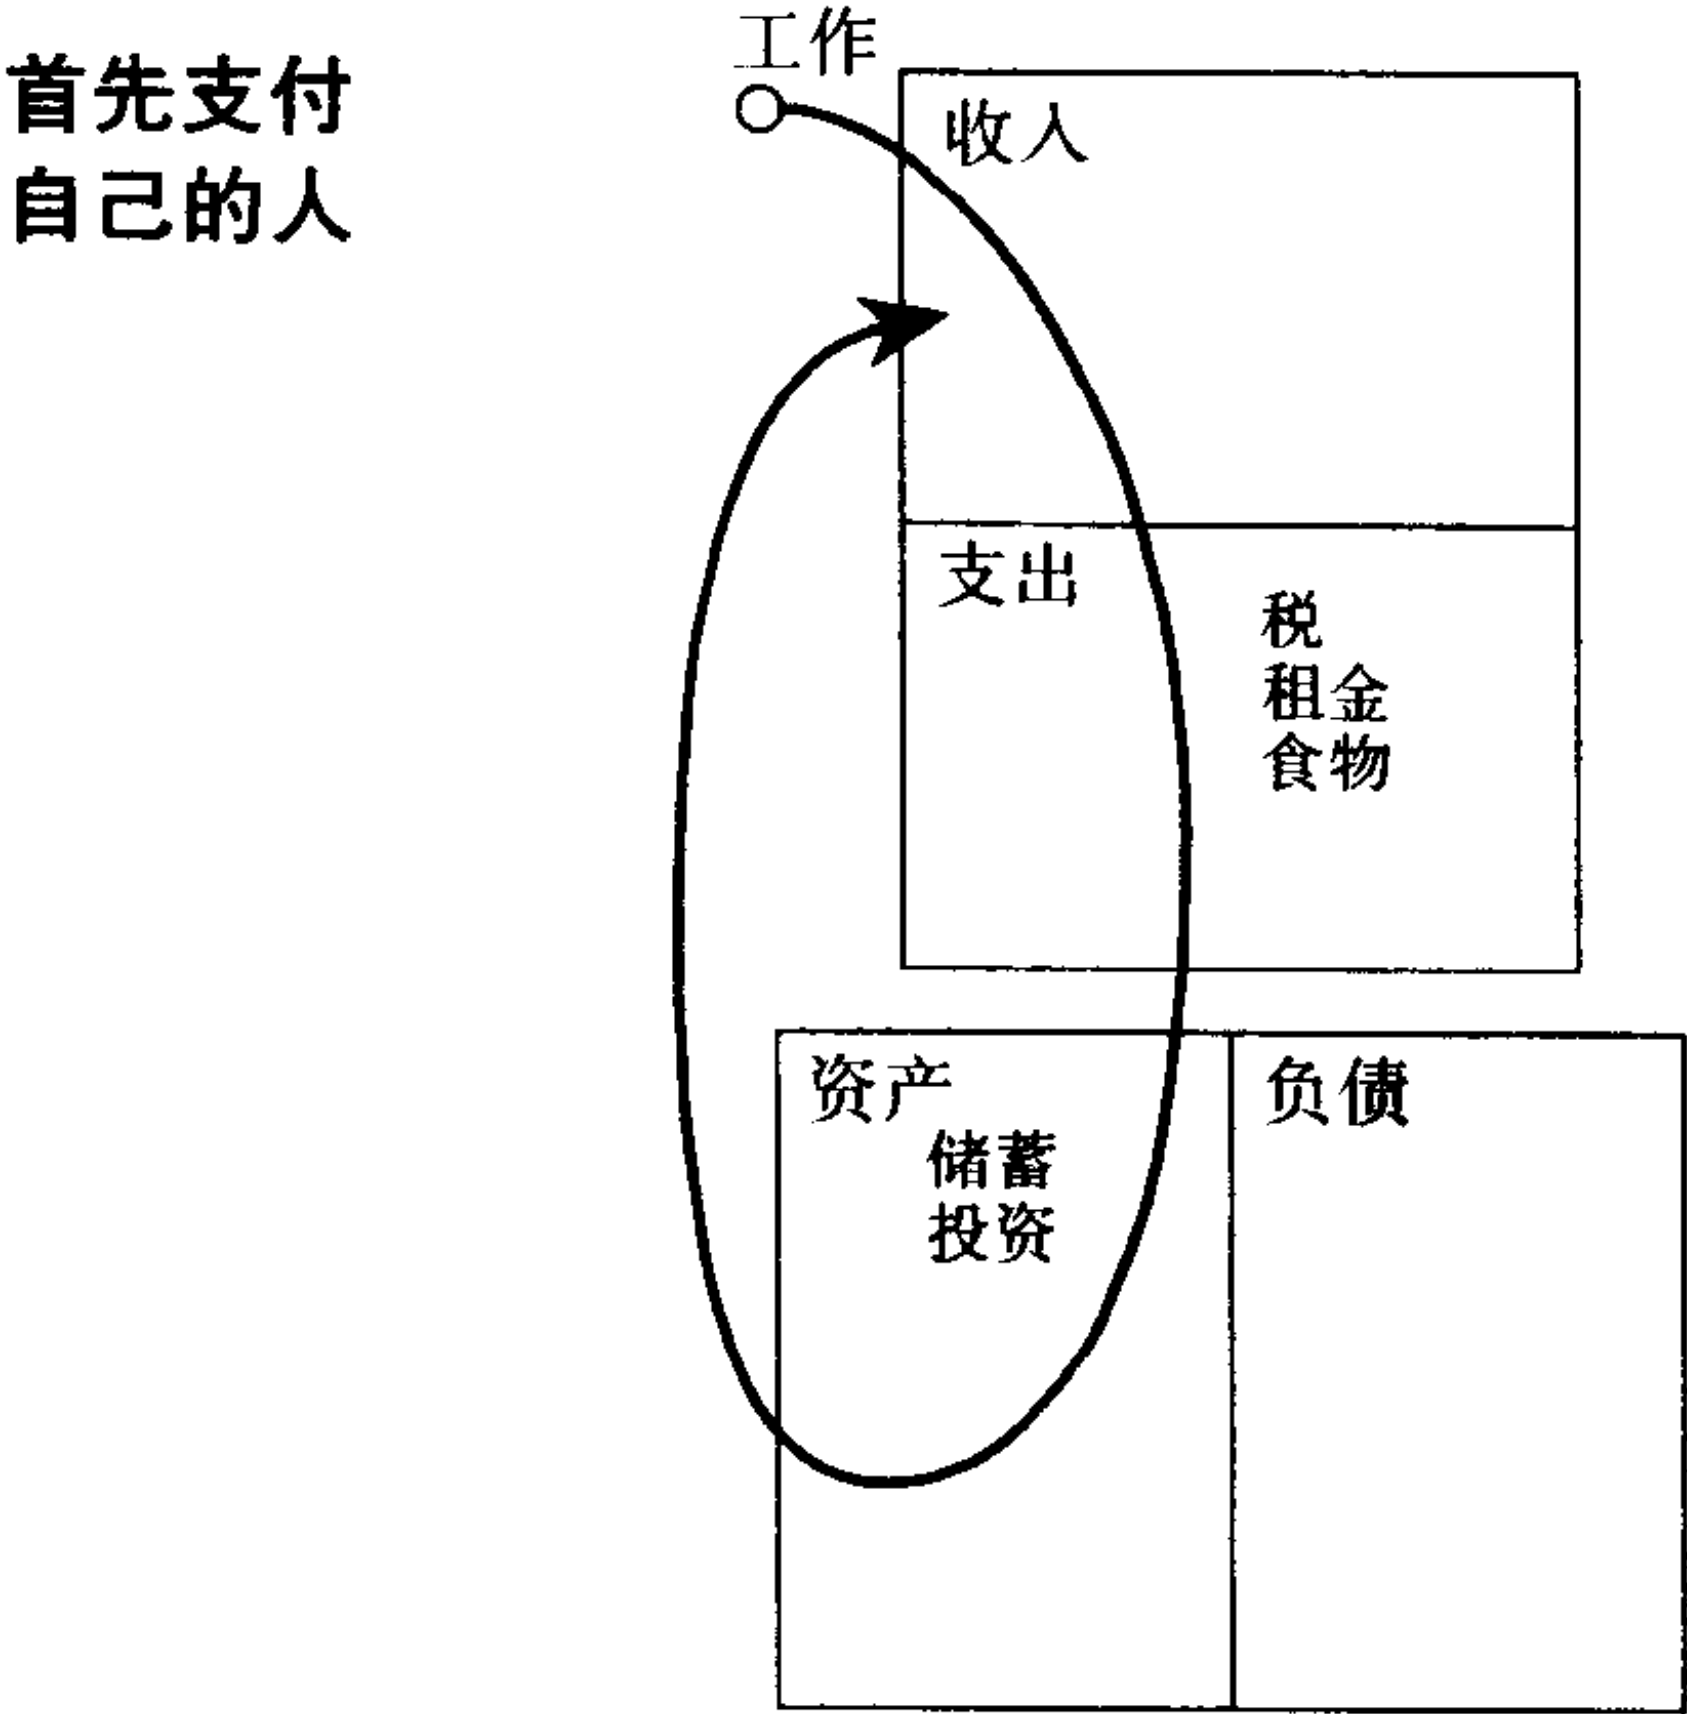 首先支付
自己的人
工作
收人
支出
税
租金
食物
资产
储蓄
投资
负债